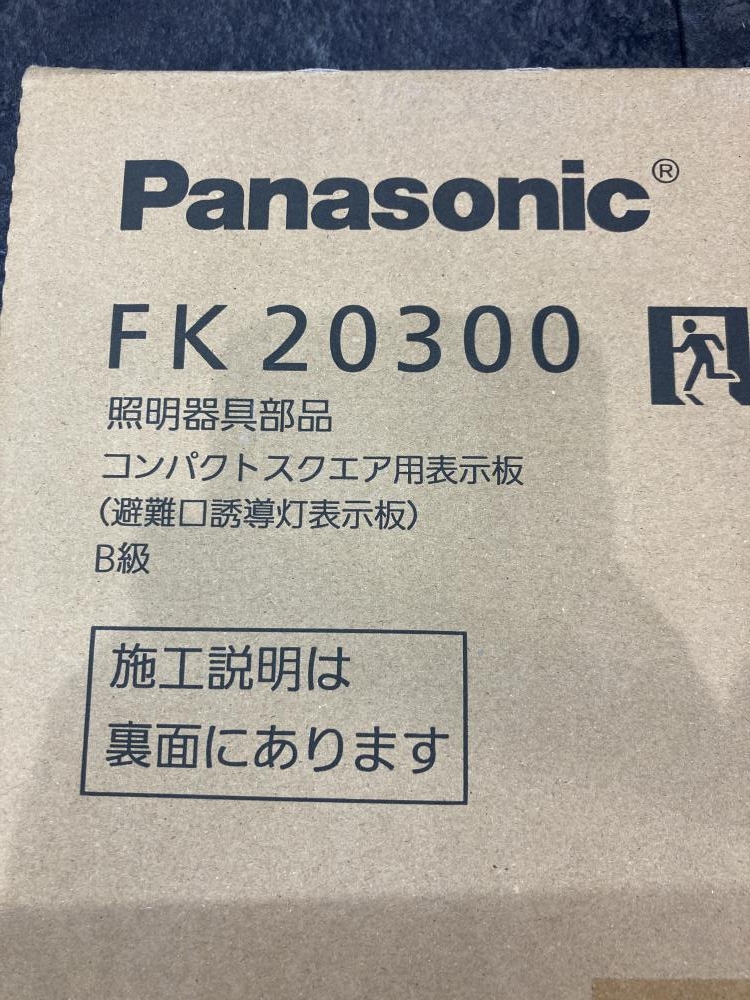 Panasonic®
FK20300
照明器具部品
コンパクトスクエア用表示板
(避難口誘導灯表示板)
B級
施工説明は
裏面にあります